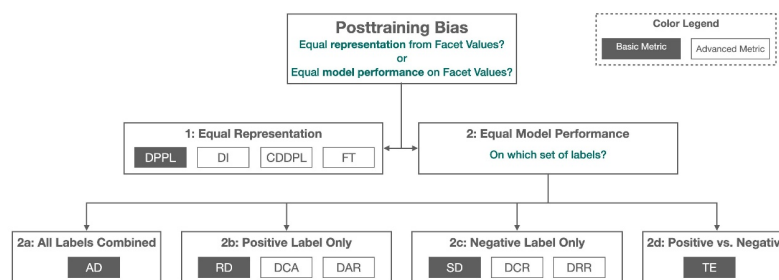 Posttraining Bias
Equal representation from Facet Values?
or
Equal model performance on Facet Values?
Color Legend
Basic Metric
Advanced Metric
1: Equal Representation
DPPL
DI
CDDPL
FT
2: Equal Model Performance
On which set of labels?
2a: All Labels Combined
AD
2b: Positive Label Only
RD
DCA
DAR
2c: Negative Label Only
SD
DCR
DRR
2d: Positive vs. Negativ
TE